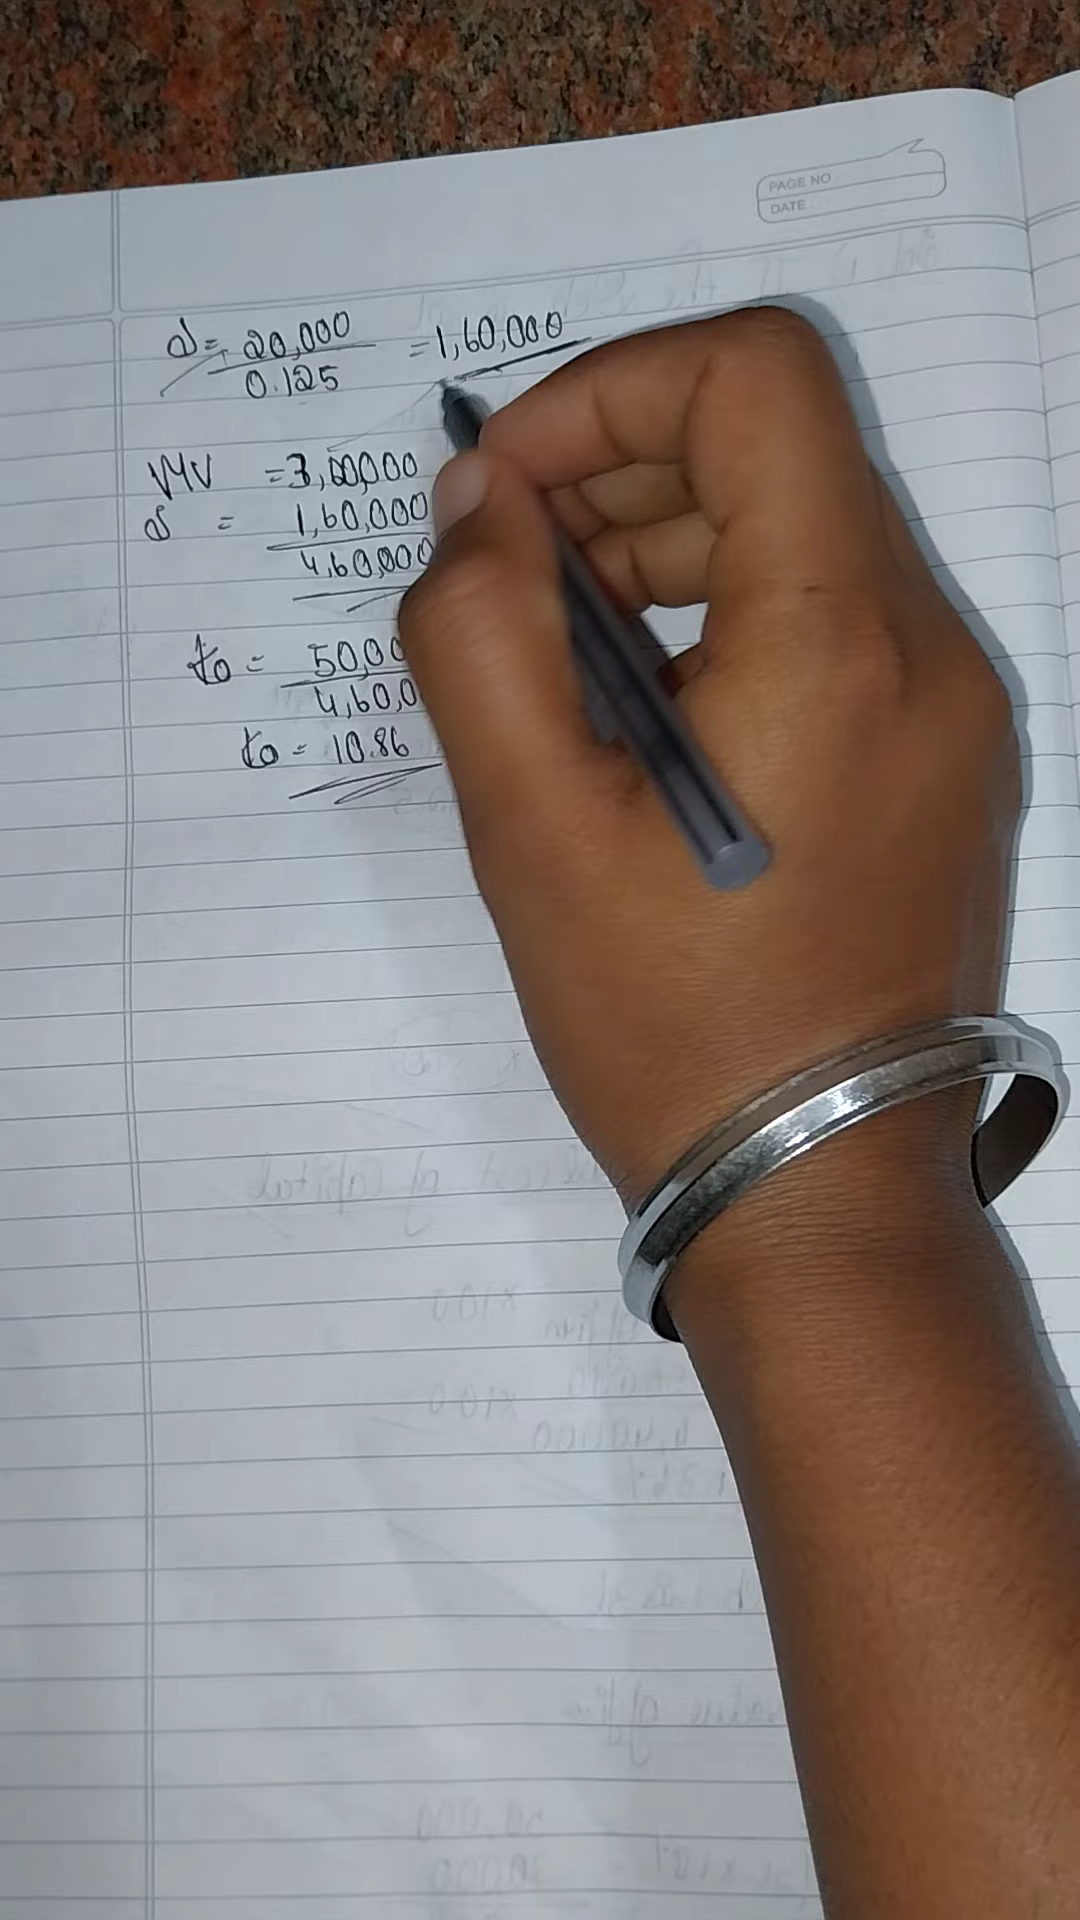 PAGE NO
DATE
S = 20,000 / 0.125 = 1,60,000
MV = 3,00,000
S = 1,60,000
4,60,000
ko = 50,00
4,60,0
ko = 10.86